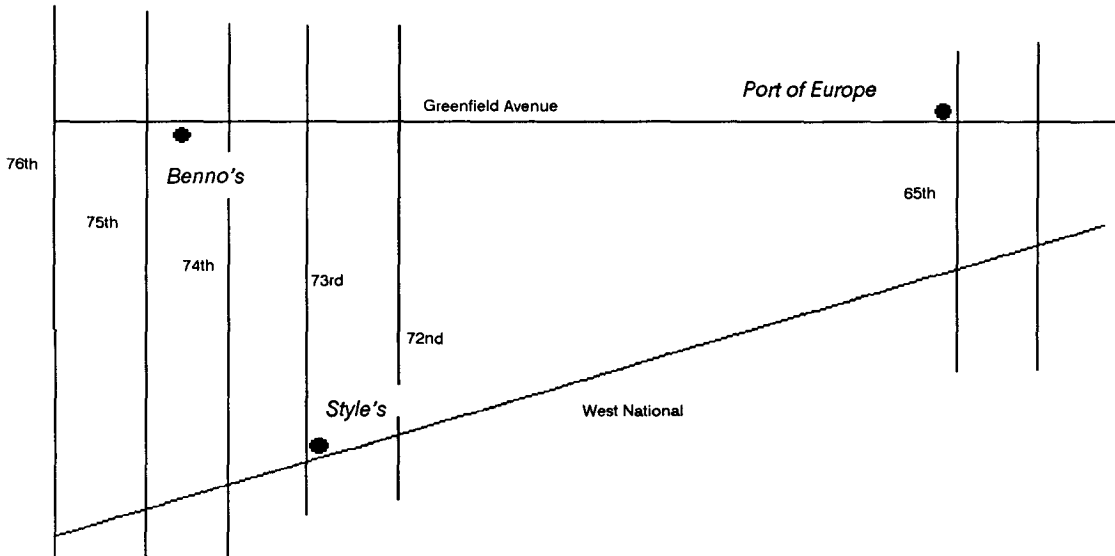 Port of Europe
Greenfield Avenue
76th
Benno's
65th
75th
74th
73rd
72nd
Style's
West National